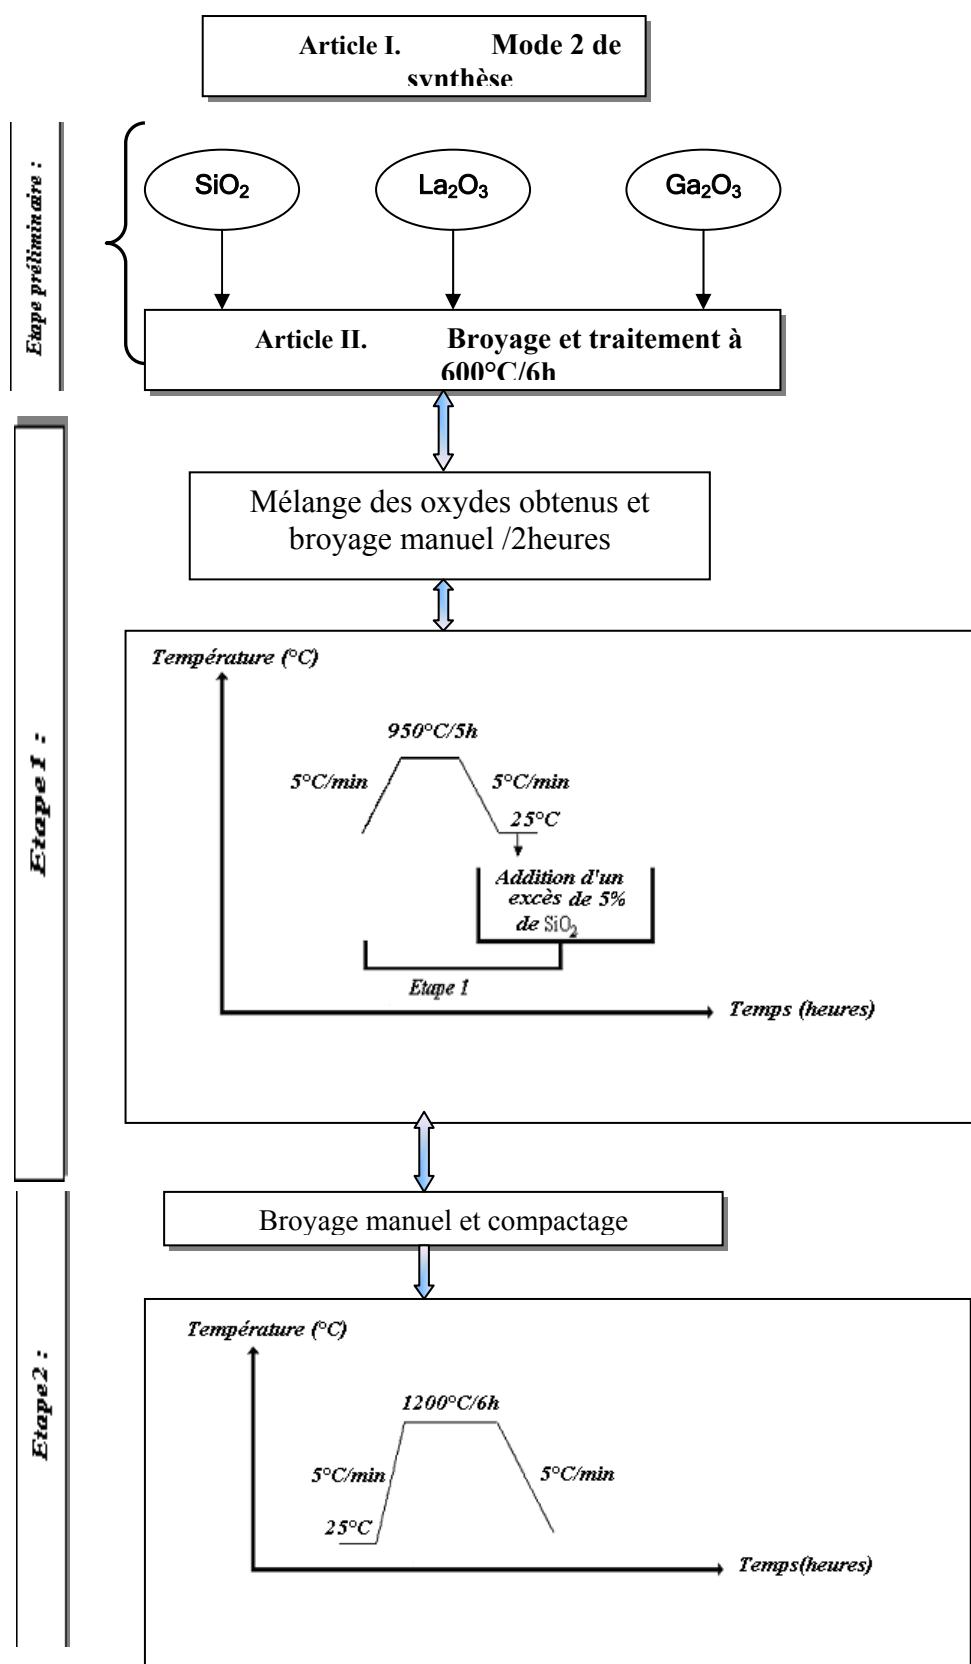 Article I. Mode 2 de
synthèse
Etape préliminaire :
SiO₂
La₂O₃
Ga₂O₃
Article II. Broyage et traitement à
600°C/6h
Etape1 :
Mélange des oxydes obtenus et
broyage manuel /2heures
Température (°C)
950°C/5h
5°C/min
5°C/min
25°C
Addition d'un
excès de 5%
de SiO₂
Etape 1
Temps (heures)
Broyage manuel et compactage
Etape2 :
Température (°C)
1200°C/6h
5°C/min
5°C/min
25°C
Temps(heures)